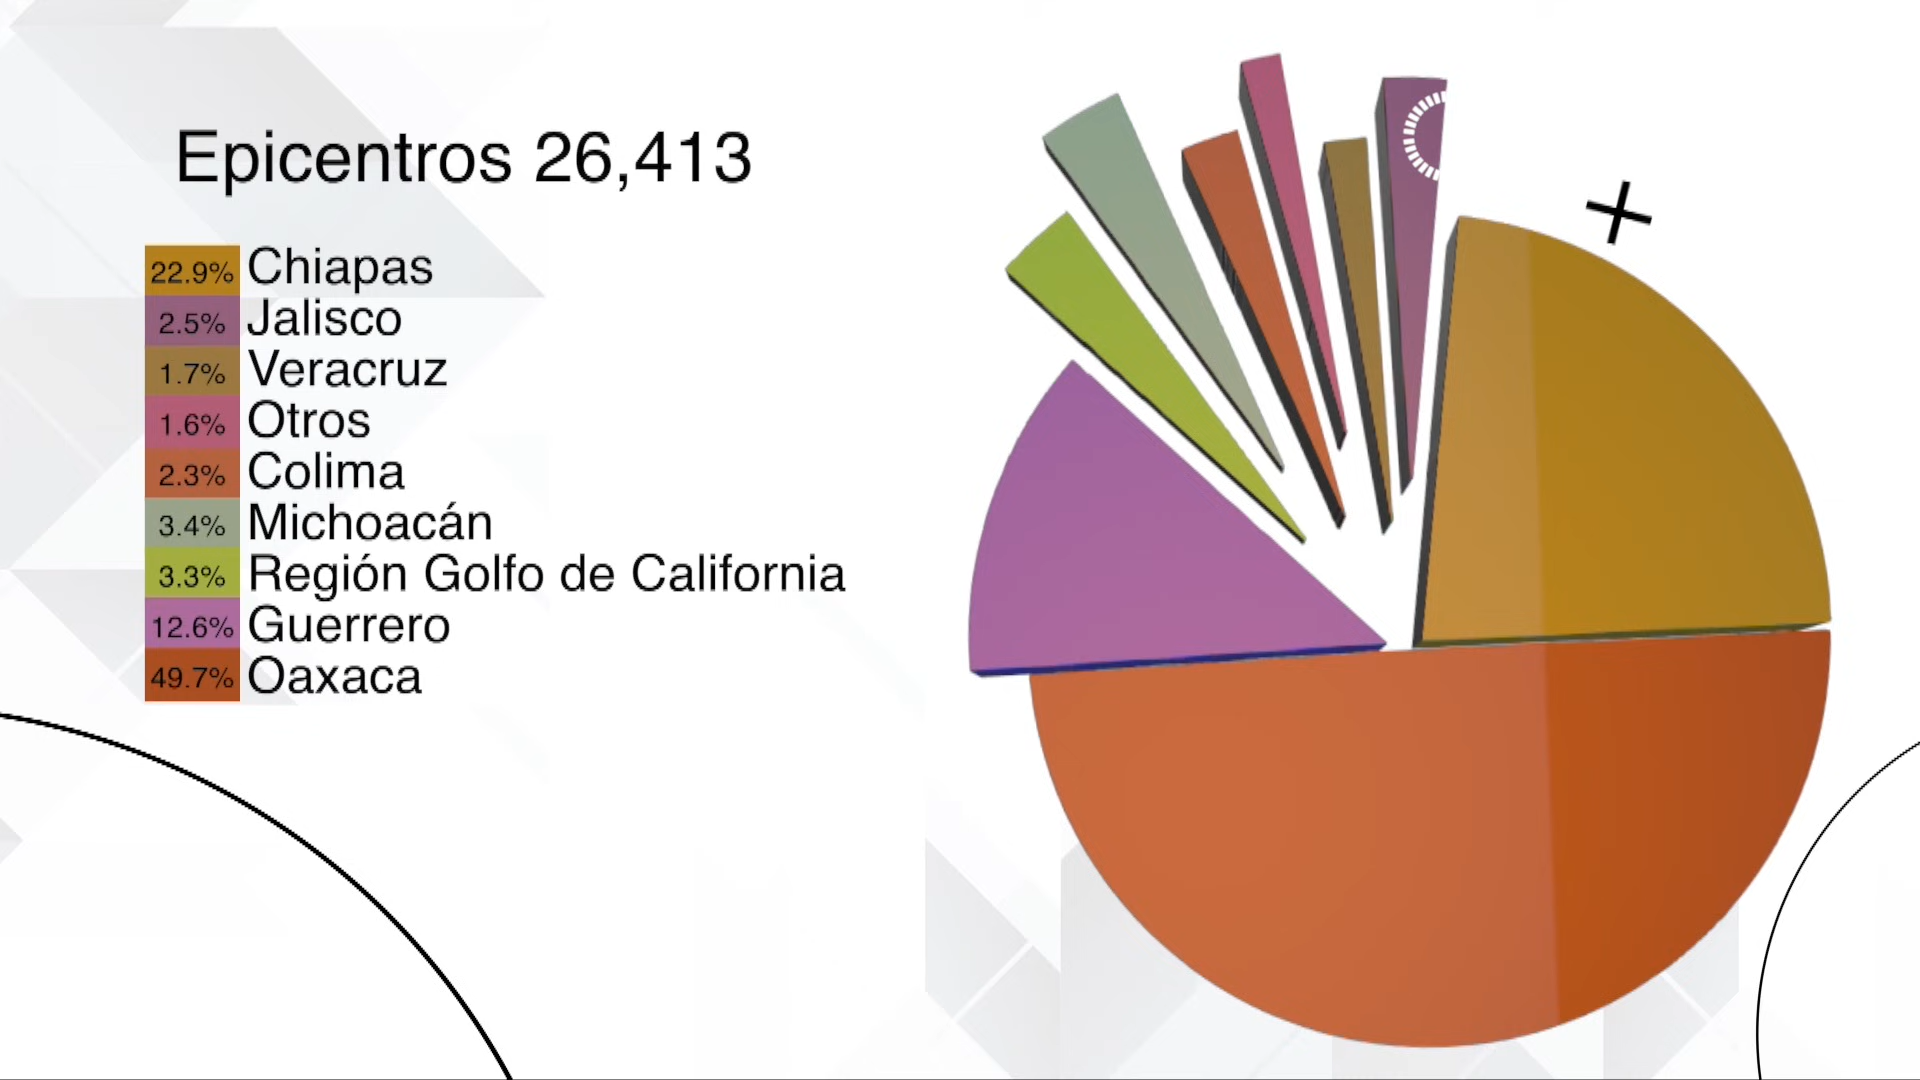 Epicentros 26,413
22.9% Chiapas
2.5% Jalisco
1.7% Veracruz
1.6% Otros
2.3% Colima
3.4% Michoacán
3.3% Región Golfo de California
12.6% Guerrero
49.7% Oaxaca